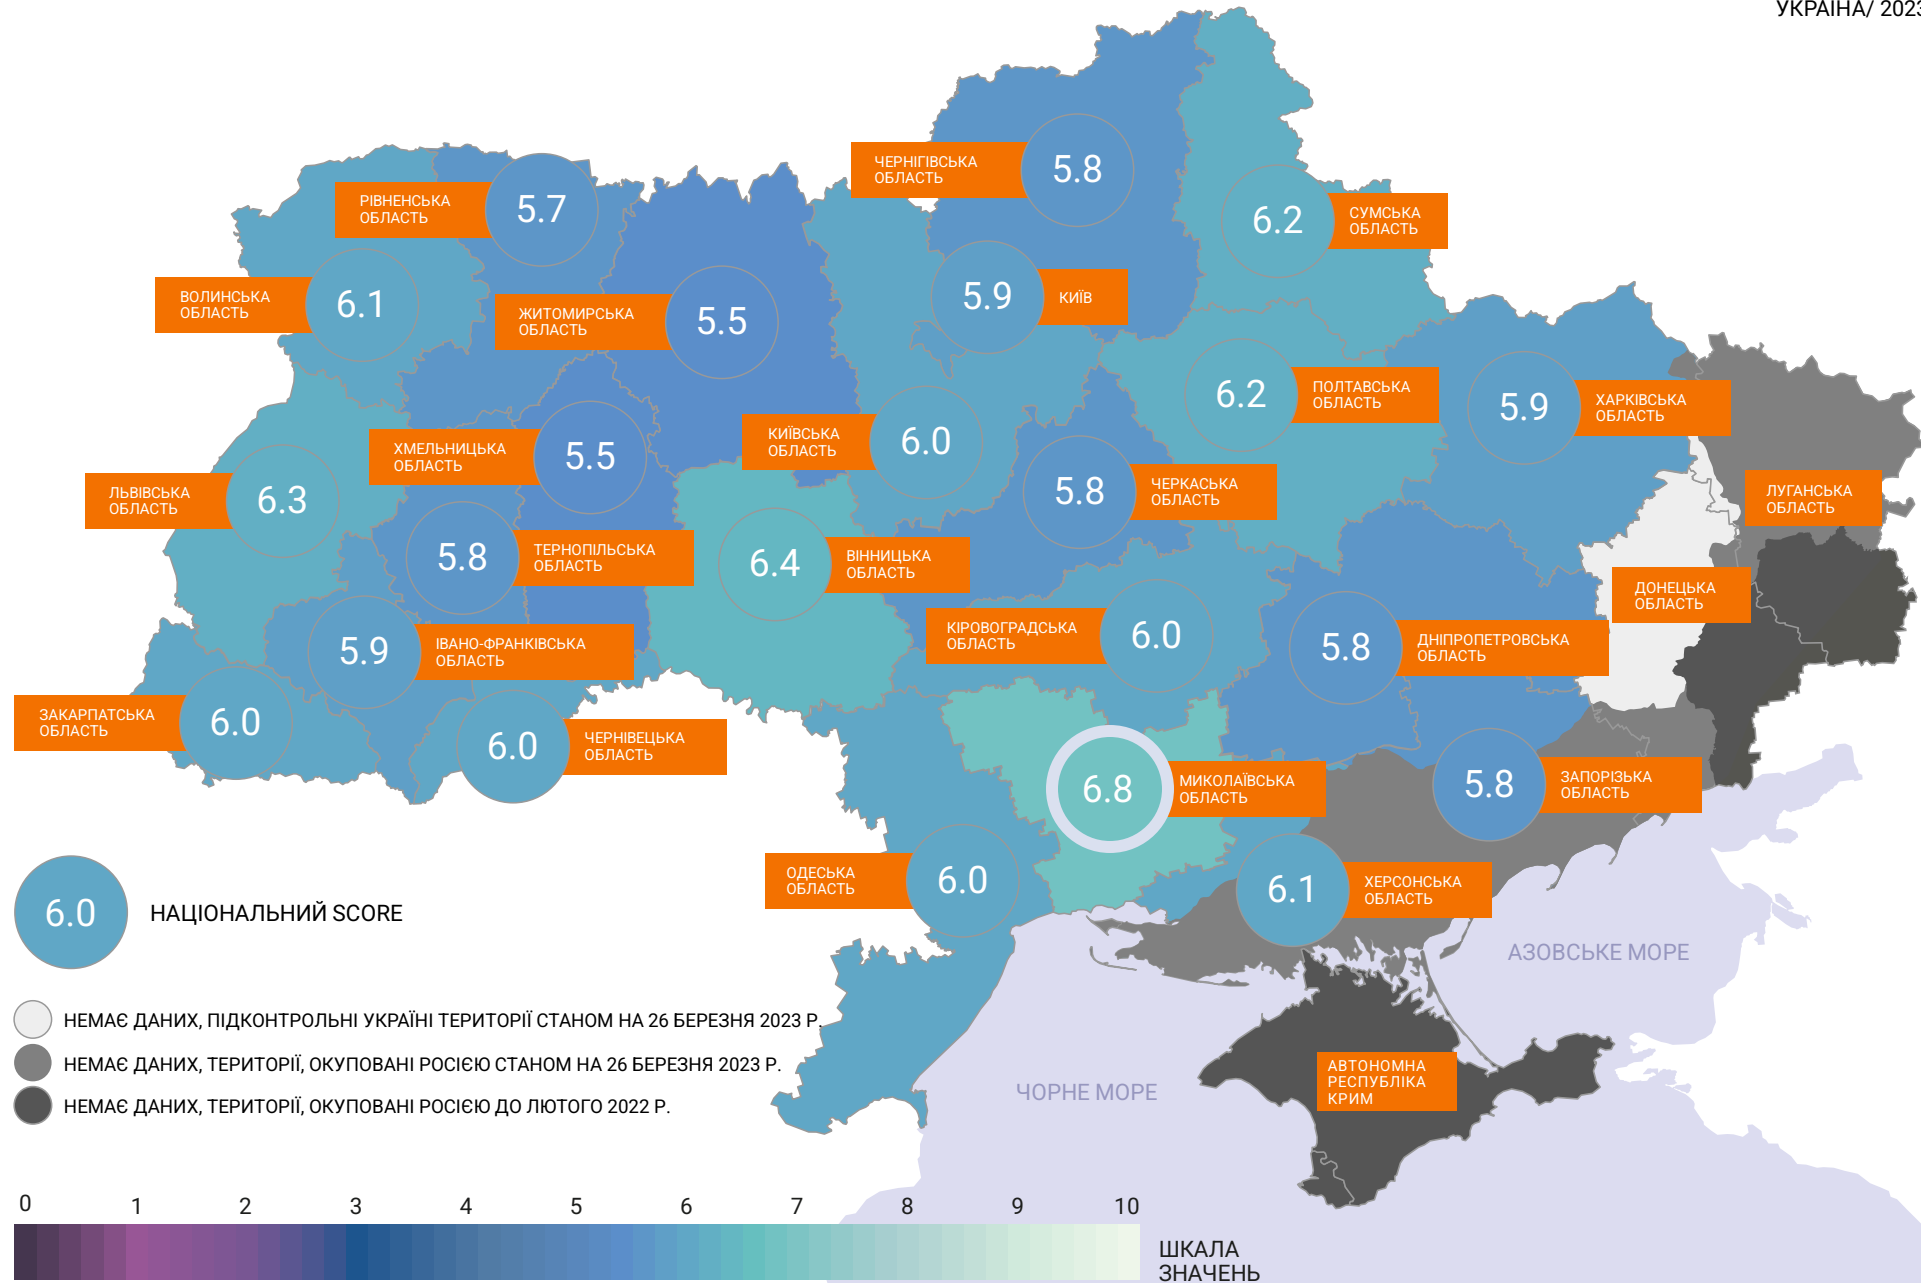 УКРАЇНА/ 2023
ЧЕРНІГІВСЬКА
ОБЛАСТЬ
5.8
РІВНЕНСЬКА
ОБЛАСТЬ
5.7
6.2
СУМСЬКА
ОБЛАСТЬ
ВОЛИНСЬКА
ОБЛАСТЬ
6.1
ЖИТОМИРСЬКА
ОБЛАСТЬ
5.5
5.9
КИЇВ
6.2
ПОЛТАВСЬКА
ОБЛАСТЬ
5.9
ХАРКІВСЬКА
ОБЛАСТЬ
ХМЕЛЬНИЦЬКА
ОБЛАСТЬ
5.5
КИЇВСЬКА
ОБЛАСТЬ
6.0
ЛЬВІВСЬКА
ОБЛАСТЬ
6.3
5.8
ЧЕРКАСЬКА
ОБЛАСТЬ
ЛУГАНСЬКА
ОБЛАСТЬ
5.8
ТЕРНОПІЛЬСЬКА
ОБЛАСТЬ
6.4
ВІННИЦЬКА
ОБЛАСТЬ
ДОНЕЦЬКА
ОБЛАСТЬ
5.9
ІВАНО-ФРАНКІВСЬКА
ОБЛАСТЬ
КІРОВОГРАДСЬКА
ОБЛАСТЬ
6.0
5.8
ДНІПРОПЕТРОВСЬКА
ОБЛАСТЬ
ЗАКАРПАТСЬКА
ОБЛАСТЬ
6.0
6.0
ЧЕРНІВЕЦЬКА
ОБЛАСТЬ
6.8
МИКОЛАЇВСЬКА
ОБЛАСТЬ
5.8
ЗАПОРІЗЬКА
ОБЛАСТЬ
ОДЕСЬКА
ОБЛАСТЬ
6.0
6.1
ХЕРСОНСЬКА
ОБЛАСТЬ
6.0
НАЦІОНАЛЬНИЙ SCORE
АЗОВСЬКЕ МОРЕ
НЕМАЄ ДАНИХ, ПІДКОНТРОЛЬНІ УКРАЇНІ ТЕРИТОРІЇ СТАНОМ НА 26 БЕРЕЗНЯ 2023 Р.
НЕМАЄ ДАНИХ, ТЕРИТОРІЇ, ОКУПОВАНІ РОСІЄЮ СТАНОМ НА 26 БЕРЕЗНЯ 2023 Р.
НЕМАЄ ДАНИХ, ТЕРИТОРІЇ, ОКУПОВАНІ РОСІЄЮ ДО ЛЮТОГО 2022 Р.
ЧОРНЕ МОРЕ
АВТОНОМНА
РЕСПУБЛІКА
КРИМ
0 1 2 3 4 5 6 7 8 9 10
ШКАЛА
ЗНАЧЕНЬ